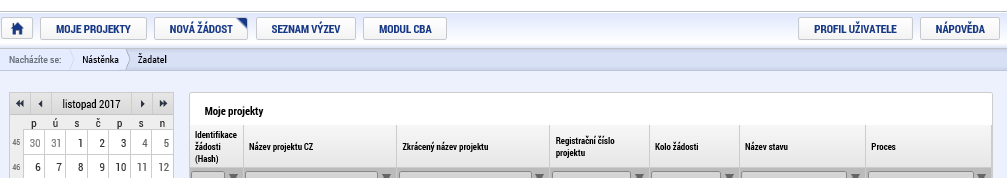 MOJE PROJEKTY NOVÁ ŽÁDOST SEZNAM VÝZEV MODUL CBA PROFIL UŽIVATELE NÁPOVĚDA
Nacházíte se: Nástěnka Žadatel
listopad 2017
p ú s č p s n
45 30 31 1 2 3 4 5
46 6 7 8 9 10 11 12
Moje projekty
Identifikace žádosti (Hash)
Název projektu CZ
Zkrácený název projektu
Registrační číslo projektu
Kolo žádosti
Název stavu
Proces